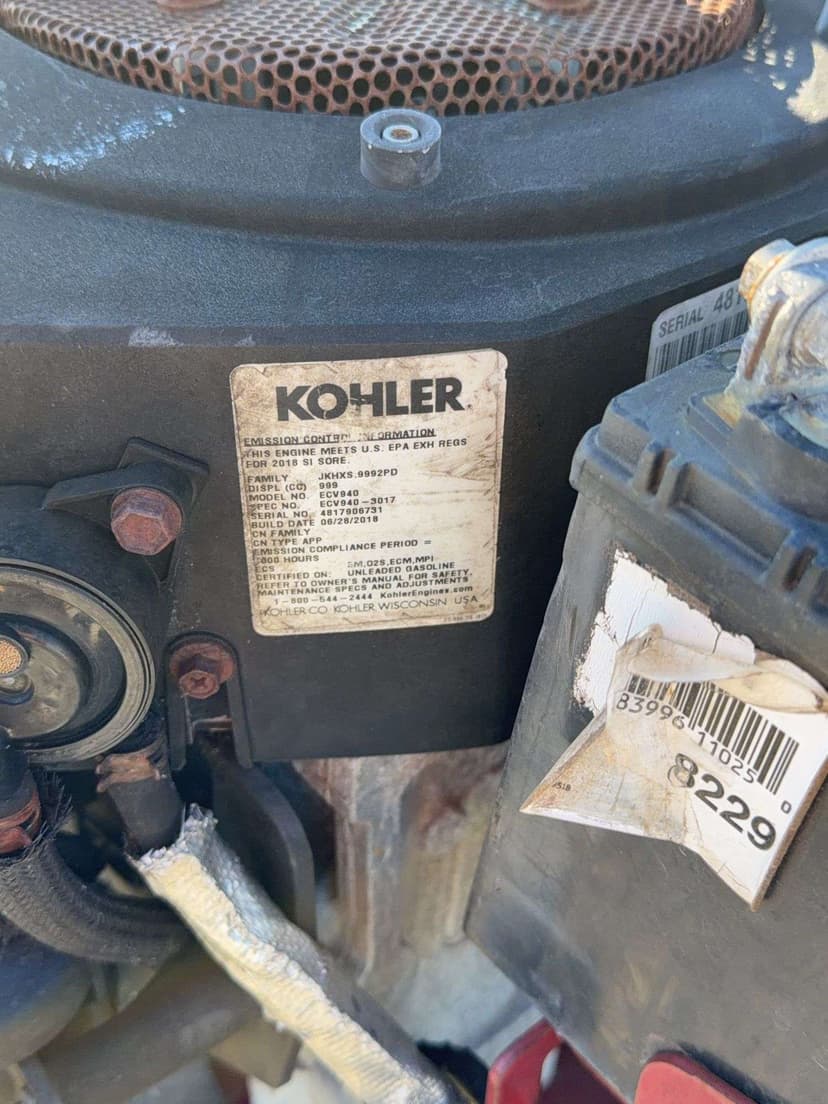 SERIAL 481
KOHLER
EMISSION CONTROL INFORMATION
THIS ENGINE MEETS U.S. EPA EXH REGS
FOR 2018 SI SORE.
FAMILY JKHXS.9992PD
DISPL (CC) 999
MODEL NO. ECV940
SPEC NO. ECV940-3017
SERIAL NO. 4817906731
BUILD DATE 06/28/2018
CN FAMILY
CN TYPE APP
EMISSION COMPLIANCE PERIOD =
000 HOURS
ECS M,O2S,ECM,MPI
CERTIFIED ON: UNLEADED GASOLINE
REFER TO OWNER'S MANUAL FOR SAFETY,
MAINTENANCE SPECS AND ADJUSTMENTS
1-800-544-2444 KohlerEngines.com
KOHLER CO. KOHLER, WISCONSIN USA
83996 11025 0
8229